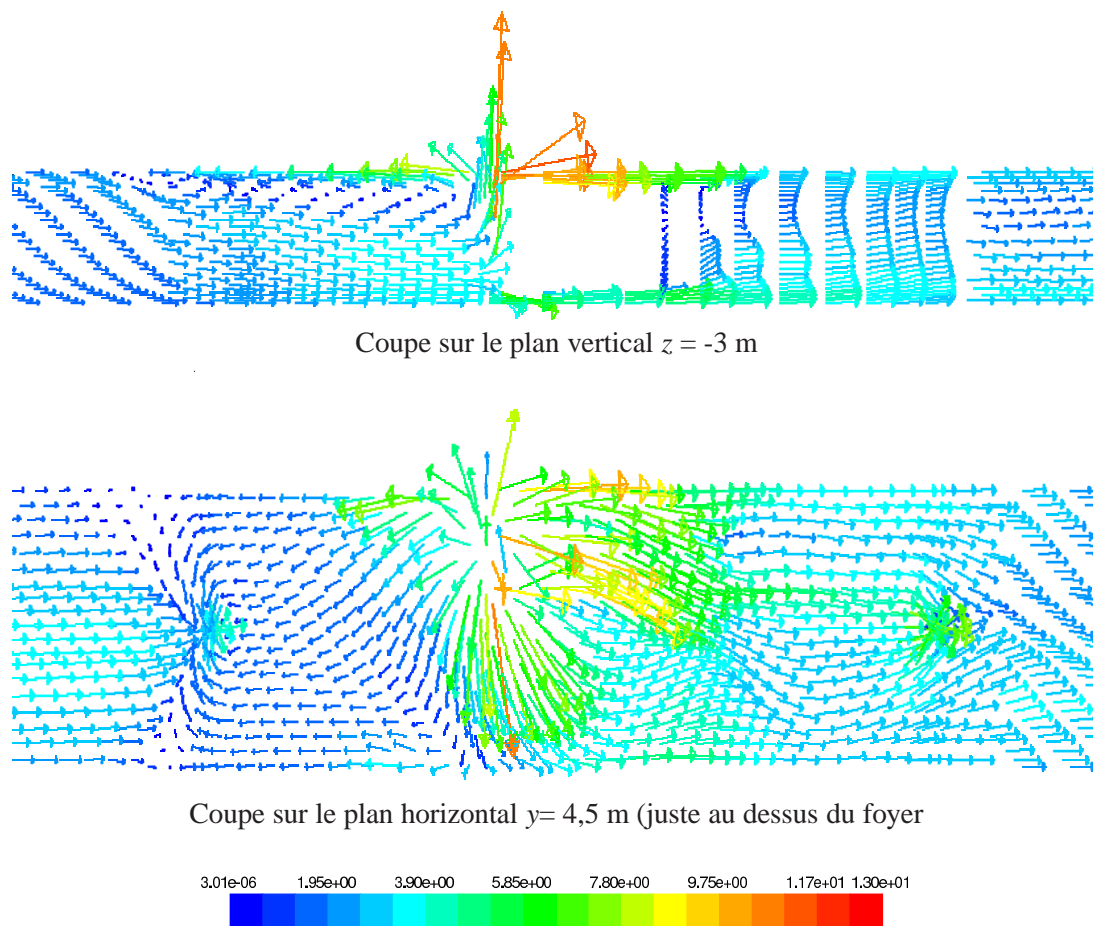 Coupe sur le plan vertical z = -3 m
Coupe sur le plan horizontal y= 4,5 m (juste au dessus du foyer
3.01e-06 1.95e+00 3.90e+00 5.85e+00 7.80e+00 9.75e+00 1.17e+01 1.30e+01